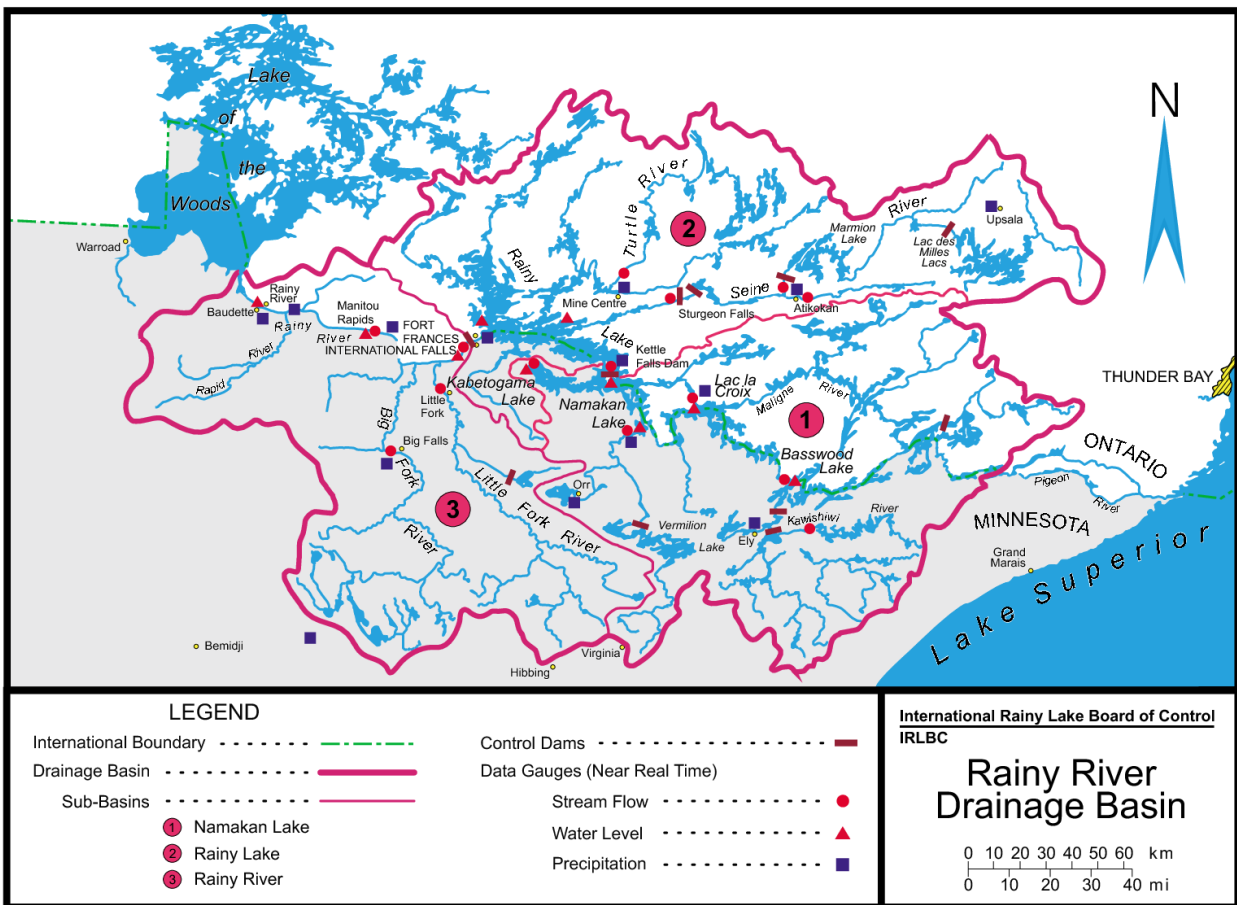 Lake
of
the
Woods
N
Warroad
Rainy
River
Baudette
Rainy
River
Rapid
Manitou
Rapids
River
FORT
FRANCES
INTERNATIONAL FALLS
Rainy
Lake
Turtle
River
2
Mine Centre
Seine
River
Sturgeon Falls
Atikokan
Marmion
Lake
Lac des
Milles
Lacs
Upsala
Kettle
Falls Dam
Kabetogama
Lake
Namakan
Lake
Lac la
Croix
Maligne
River
1
Basswood
Lake
THUNDER BAY
ONTARIO
Pigeon
River
MINNESOTA
Grand
Marais
Lake Superior
Little
Fork
Big
Fork
River
Big Falls
3
Little
Fork
River
Orr
Vermilion
Lake
Ely
Kawishiwi
River
Bemidji
Hibbing
Virginia
LEGEND
International Boundary
Drainage Basin
Sub-Basins
1 Namakan Lake
2 Rainy Lake
3 Rainy River
Control Dams
Data Gauges (Near Real Time)
Stream Flow
Water Level
Precipitation
International Rainy Lake Board of Control
IRLBC
Rainy River
Drainage Basin
0 10 20 30 40 50 60 km
0 10 20 30 40 mi